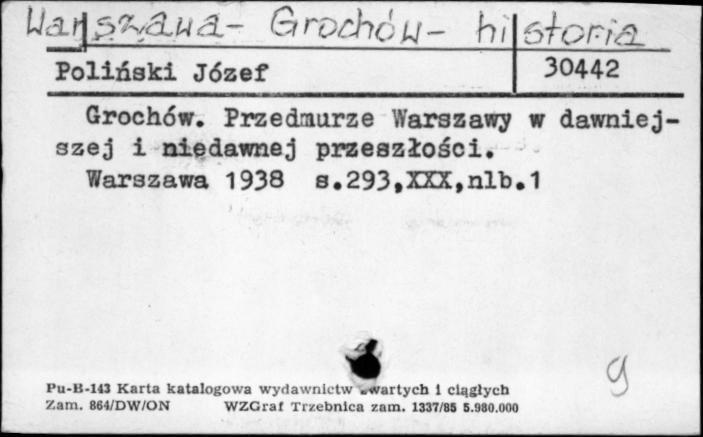 Warszawa - Grochów - historia
Poliński Józef 30442
Grochów. Przedmurze Warszawy w dawniej-
szej i niedawnej przeszłości.
Warszawa 1938 s.293,XXX,nlb.1
g
Pu-B-143 Karta katalogowa wydawnictw zwartych i ciągłych
Zam. 864/DW/ON WZGraf Trzebnica zam. 1337/85 5.980.000